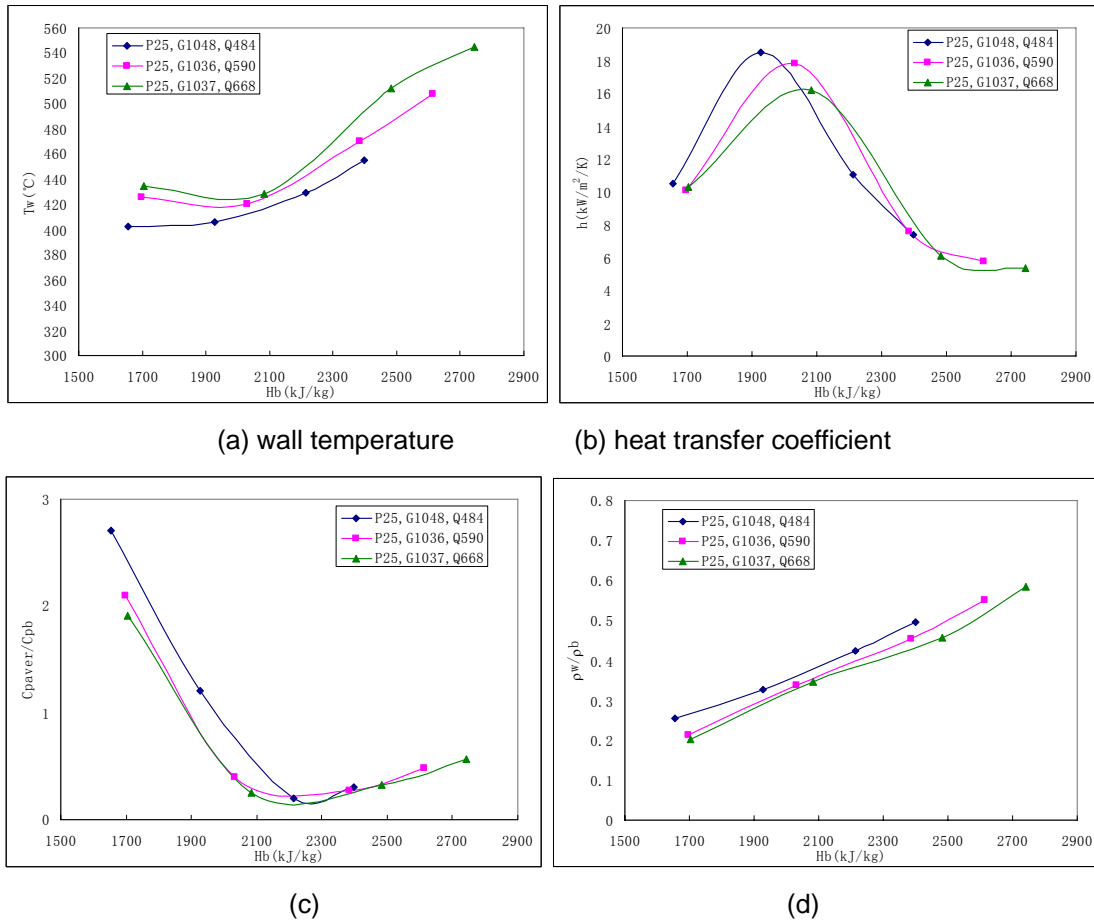 560
540
520
500
480
460
440
420
400
380
360
340
320
300
Tw(℃)
P25,G1048,Q484
P25,G1036,Q590
P25,G1037,Q668
1500 1700 1900 2100 2300 2500 2700 2900
Hb(kJ/kg)
20
18
16
14
12
10
8
6
4
2
0
h(kW/m²/K)
P25,G1048,Q484
P25,G1036,Q590
P25,G1037,Q668
1500 1700 1900 2100 2300 2500 2700 2900
Hb(kJ/kg)
(a) wall temperature
(b) heat transfer coefficient
3
2
1
0
Cpaver/Cpb
P25,G1048,Q484
P25,G1036,Q590
P25,G1037,Q668
1500 1700 1900 2100 2300 2500 2700 2900
Hb(kJ/kg)
0.8
0.7
0.6
0.5
0.4
0.3
0.2
0.1
0
ρw/ρb
P25,G1048,Q484
P25,G1036,Q590
P25,G1037,Q668
1500 1700 1900 2100 2300 2500 2700 2900
Hb(kJ/kg)
(c)
(d)